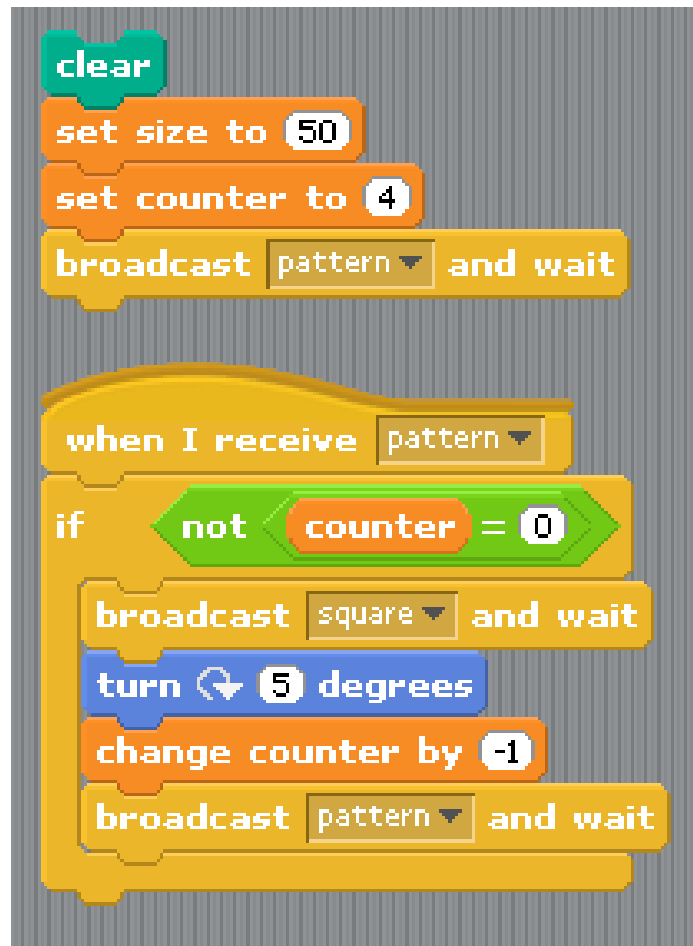 clear
set size to 50
set counter to 4
broadcast pattern and wait
when I receive pattern
if not counter = 0
broadcast square and wait
turn 5 degrees
change counter by -1
broadcast pattern and wait